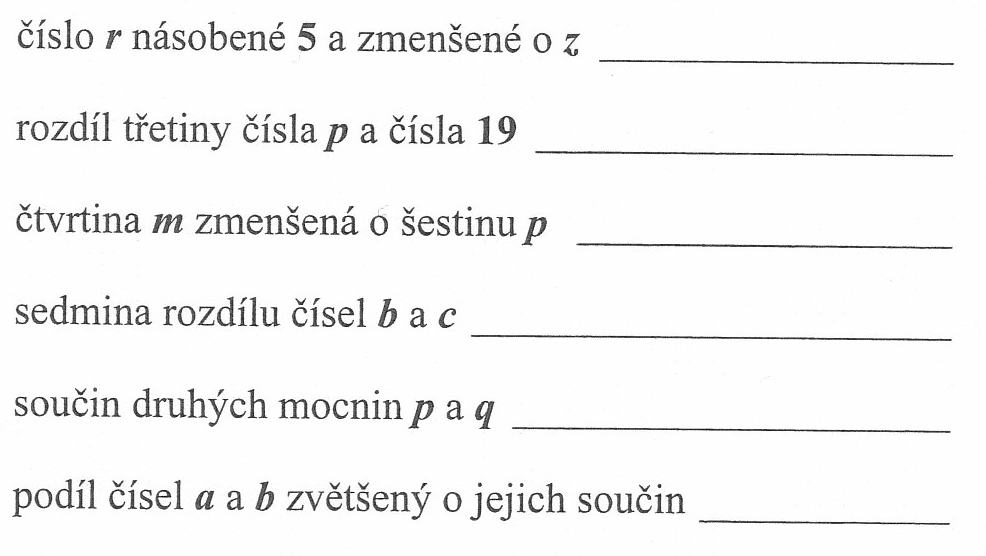 číslo r násobené 5 a zmenšené o z
rozdíl třetiny čísla p a čísla 19
čtvrtina m zmenšená o šestinu p
sedmina rozdílu čísel b a c
součin druhých mocnin p a q
podíl čísel a a b zvětšený o jejich součin